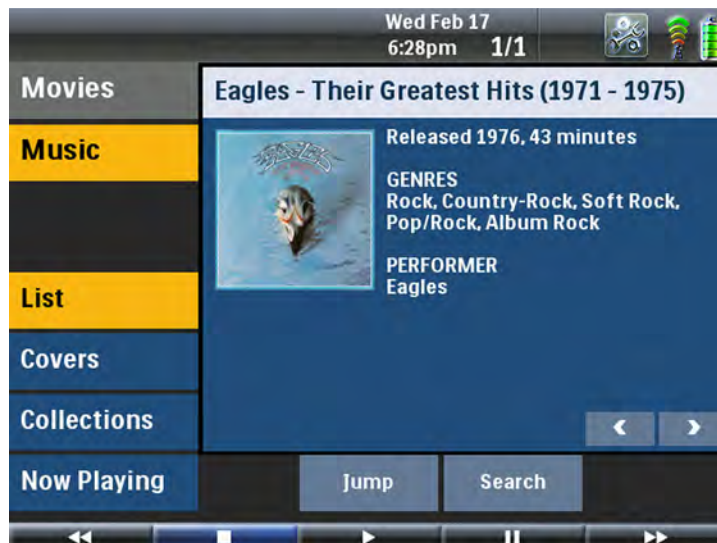 Wed Feb 17
6:28pm 1/1
Movies
Music
List
Covers
Collections
Now Playing
Eagles - Their Greatest Hits (1971 - 1975)
EAGLES
Released 1976, 43 minutes
GENRES
Rock, Country-Rock, Soft Rock,
Pop/Rock, Album Rock
PERFORMER
Eagles
Jump
Search